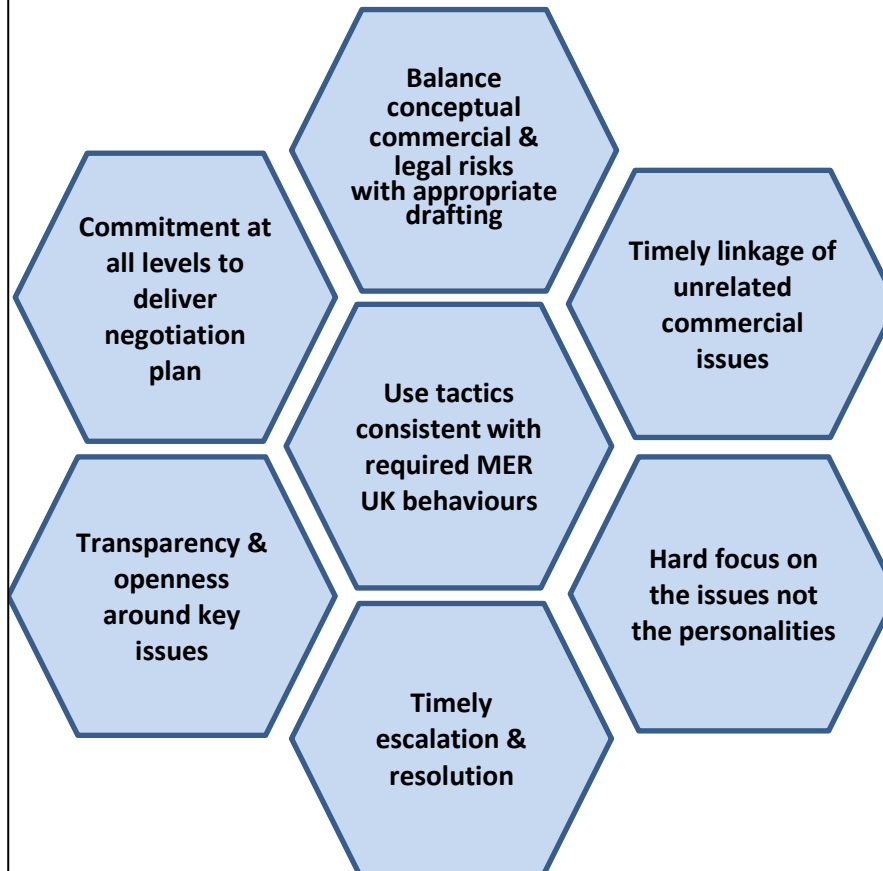 Balance
conceptual
commercial &
legal risks
with appropriate
drafting
Commitment at
all levels to
deliver
negotiation
plan
Timely linkage of
unrelated
commercial
issues
Use tactics
consistent with
required MER
UK behaviours
Transparency &
openness
around key
issues
Hard focus on
the issues not
the personalities
Timely
escalation &
resolution